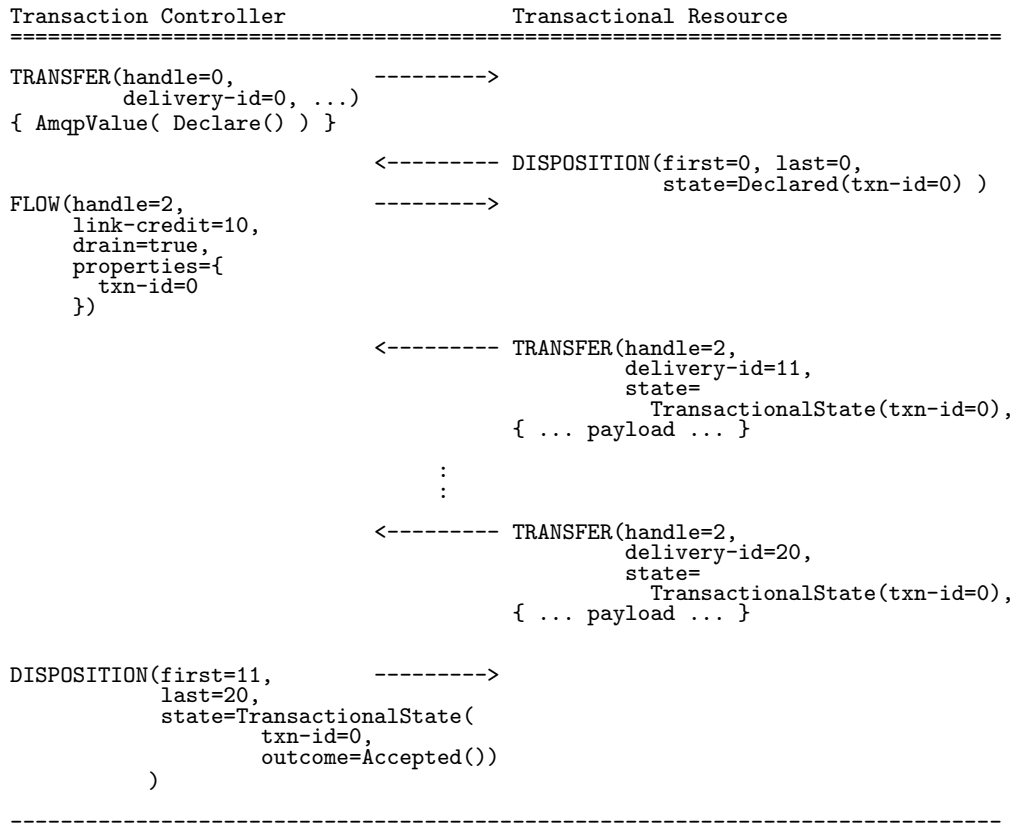 Transaction Controller                  Transactional Resource
===============================================================================
TRANSFER(handle=0,           --------->
         delivery-id=0, ...)
{ AmqpValue( Declare() ) }
                             <--------- DISPOSITION(first=0, last=0,
                                                    state=Declared(txn-id=0) )
FLOW(handle=2,               --------->
     link-credit=10,
     drain=true,
     properties={
       txn-id=0
     })
                             <--------- TRANSFER(handle=2,
                                                 delivery-id=11,
                                                 state=
                                                   TransactionalState(txn-id=0),
                                        { ... payload ... }
                                  :
                                  :
                             <--------- TRANSFER(handle=2,
                                                 delivery-id=20,
                                                 state=
                                                   TransactionalState(txn-id=0),
                                        { ... payload ... }
DISPOSITION(first=11,        --------->
            last=20,
            state=TransactionalState(
                    txn-id=0,
                    outcome=Accepted())
           )
-------------------------------------------------------------------------------